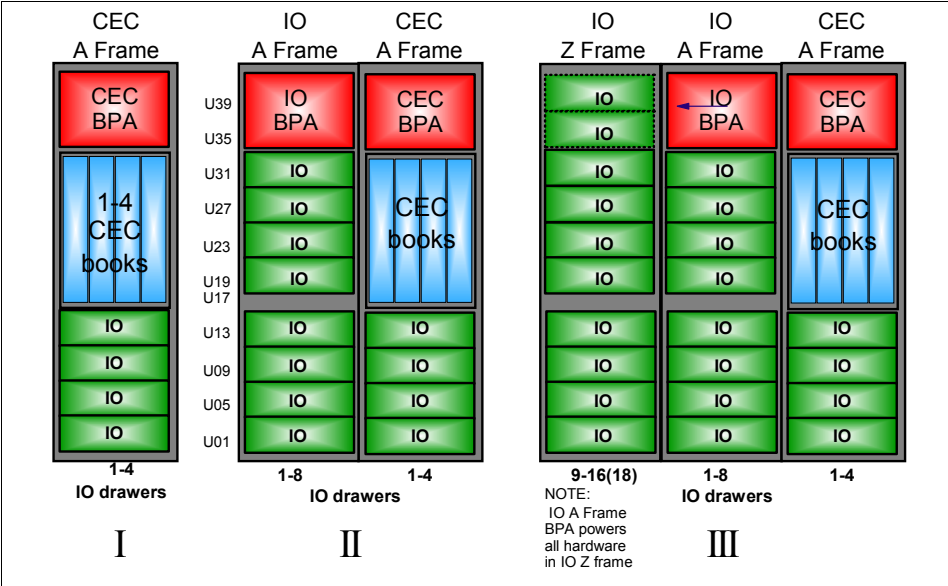 CEC
A Frame
IO
A Frame
CEC
A Frame
IO
Z Frame
IO
A Frame
CEC
A Frame
CEC
BPA
1-4
CEC
books
IO
IO
IO
IO
1-4
IO drawers
I
U39
U35
U31
U27
U23
U19
U17
U13
U09
U05
U01
IO
BPA
IO
IO
IO
IO
IO
IO
IO
IO
1-8
CEC
BPA
CEC
books
IO
IO
IO
IO
1-4
IO drawers
II
IO
IO
IO
IO
IO
IO
IO
IO
IO
IO
9-16(18)
NOTE:
IO A Frame
BPA powers
all hardware
in IO Z frame
IO
BPA
IO
IO
IO
IO
IO
IO
IO
IO
1-8
IO drawers
III
CEC
BPA
CEC
books
IO
IO
IO
IO
1-4